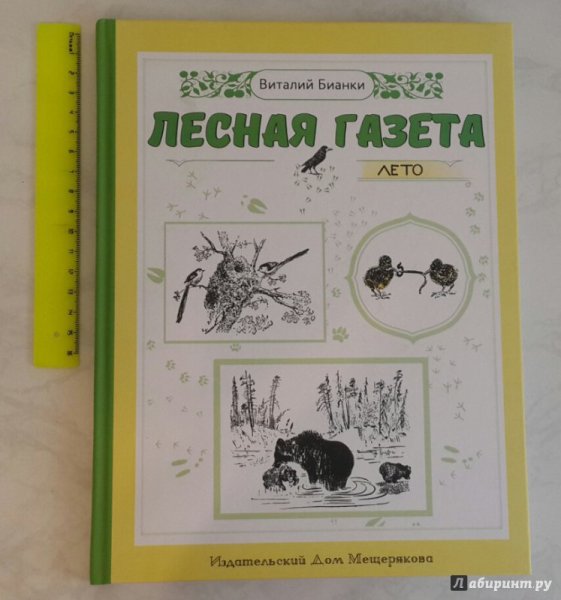 Виталий Бианки
ЛЕСНАЯ ГАЗЕТА
ЛЕТО
Издательский Дом Мещерякова
Лабиринт.ру